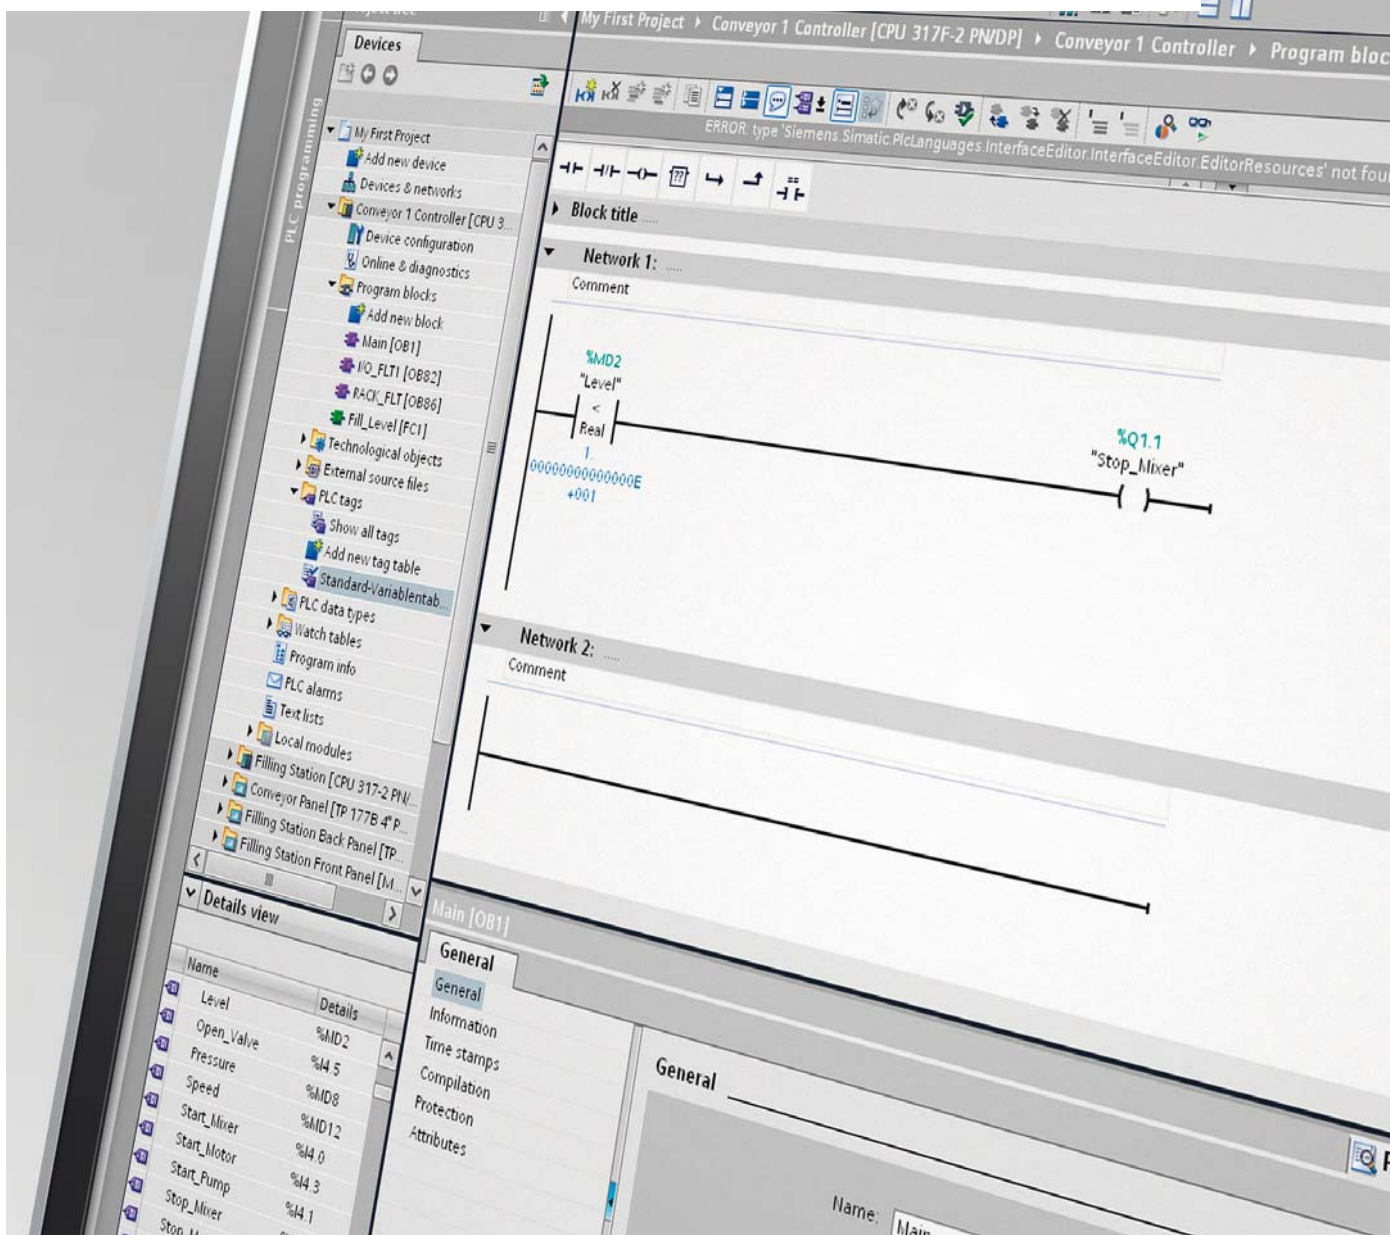 My First Project ▸ Conveyor 1 Controller [CPU 317F-2 PN/DP] ▸ Conveyor 1 Controller ▸ Program bloc
Devices
PLC programming
ERROR: type 'Siemens.Simatic.PlcLanguages.InterfaceEditor.InterfaceEditor.EditorResources' not foun
My First Project
Add new device
Devices & networks
Conveyor 1 Controller [CPU 3...
Device configuration
Online & diagnostics
Program blocks
Add new block
Main [OB1]
I/O_FLT1 [OB82]
RACK_FLT [OB86]
Fill_Level [FC1]
Technological objects
External source files
PLC tags
Show all tags
Add new tag table
Standard-Variablentab...
PLC data types
Watch tables
Program info
PLC alarms
Text lists
Local modules
Filling Station [CPU 317-2 PN/...
Conveyor Panel [TP 177B 4" P...
Filling Station Back Panel [TP...
Filling Station Front Panel [M...
??
==
Block title .....
Network 1: .....
Comment
%MD2
"Level"
<
Real
1.
00000000000000E
+001
%Q1.1
"Stop_Mixer"
Network 2: .....
Comment
Details view
Name Details
Level %MD2
Open_Valve %I4.5
Pressure %MD8
Speed %MD12
Start_Mixer %I4.0
Start_Motor %I4.3
Start_Pump %I4.1
Stop_Mixer
Main [OB1]
General
General
Information
Time stamps
Compilation
Protection
Attributes
General
Name: Main